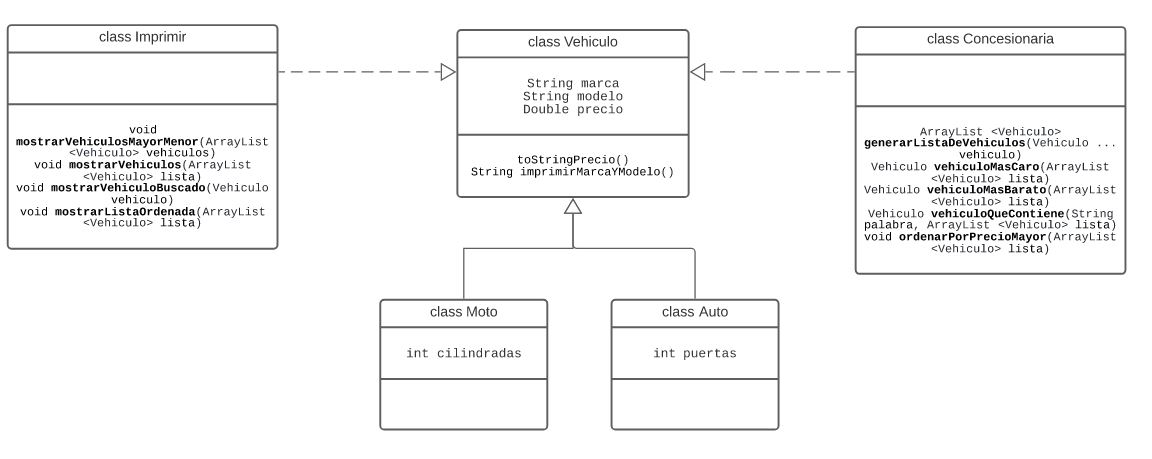 class Imprimir
void
mostrarVehiculosMayorMenor(ArrayList
<Vehiculo> vehiculos)
void mostrarVehiculos(ArrayList
<Vehiculo> lista)
void mostrarVehiculoBuscado(Vehiculo
vehiculo)
void mostrarListaOrdenada(ArrayList
<Vehiculo> lista)
class Vehiculo
String marca
String modelo
Double precio
toStringPrecio()
String imprimirMarcaYModelo()
class Concesionaria
ArrayList <Vehiculo>
generarListaDeVehiculos(Vehiculo ...
vehiculo)
Vehiculo vehiculoMasCaro(ArrayList
<Vehiculo> lista)
Vehiculo vehiculoMasBarato(ArrayList
<Vehiculo> lista)
Vehiculo vehiculoQueContiene(String
palabra, ArrayList <Vehiculo> lista)
void ordenarPorPrecioMayor(ArrayList
<Vehiculo> lista)
class Moto
int cilindradas
class Auto
int puertas